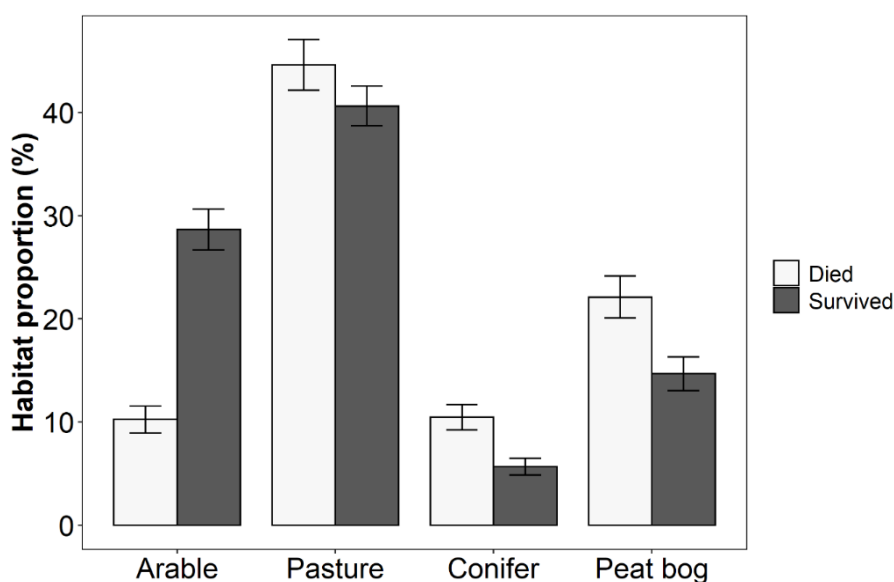 Habitat proportion (%)
40
30
20
10
0
Arable Pasture Conifer Peat bog
Died
Survived